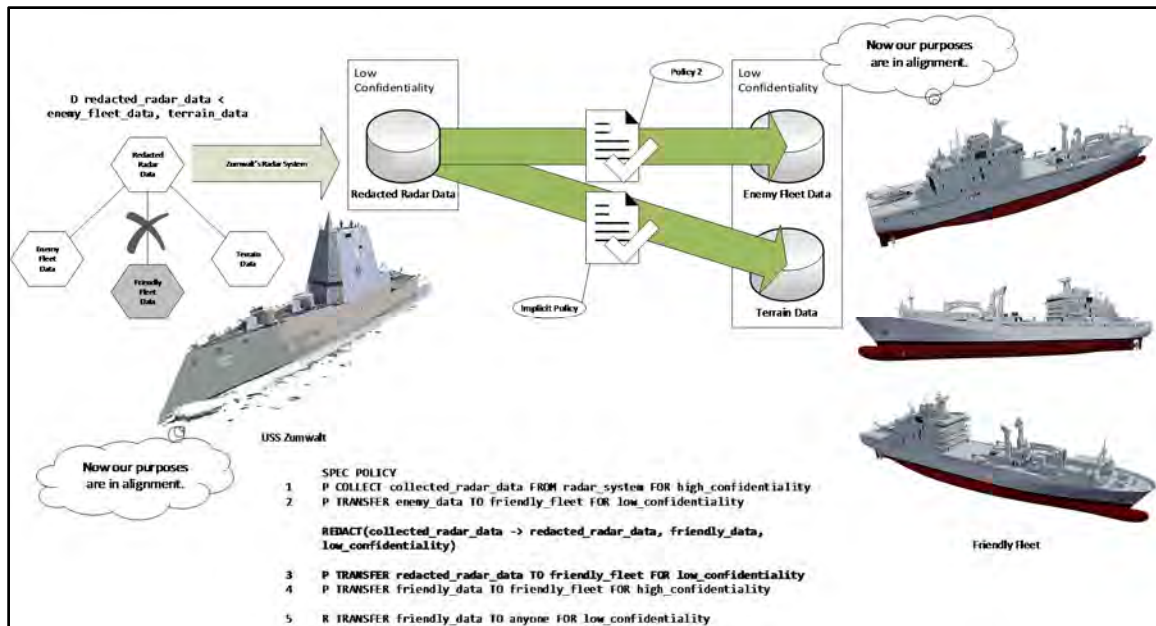 Now our purposes
are in alignment.
Low
Confidentiality
Policy 2
Low
Confidentiality
D redacted_radar_data <
enemy_fleet_data, terrain_data
Redacted
Radar
Data
Zumwalt's Radar System
Redacted Radar Data
Enemy Fleet Data
Enemy
Fleet
Data
Terrain
Data
Friendly
Fleet
Data
Implicit Policy
Terrain Data
USS Zumwalt
Now our purposes
are in alignment.
SPEC POLICY
1 P COLLECT collected_radar_data FROM radar_system FOR high_confidentiality
2 P TRANSFER enemy_data TO friendly_fleet FOR low_confidentiality
REDACT(collected_radar_data -> redacted_radar_data, friendly_data,
low_confidentiality)
3 P TRANSFER redacted_radar_data TO friendly_fleet FOR low_confidentiality
4 P TRANSFER friendly_data TO friendly_fleet FOR high_confidentiality
5 R TRANSFER friendly_data TO anyone FOR low_confidentiality
Friendly Fleet